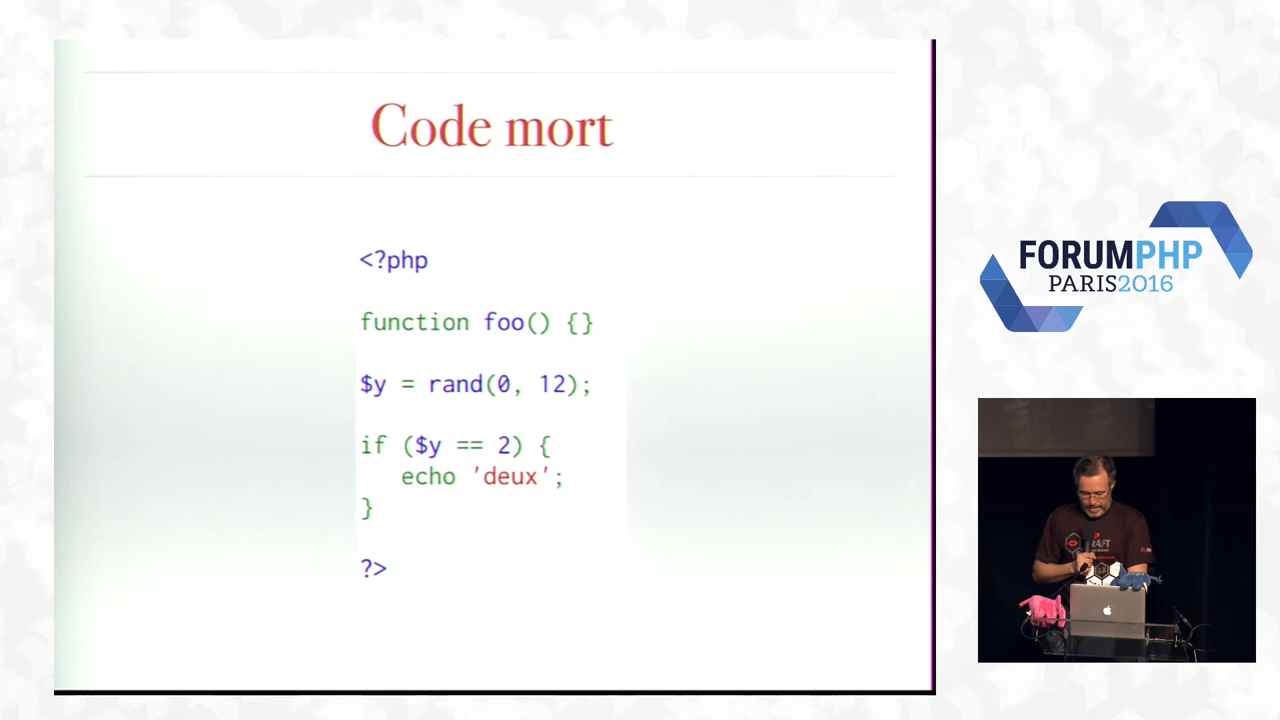 Code mort
<?php
function foo() {}
$y = rand(0, 12);
if ($y == 2) {
   echo 'deux';
}
?>
FORUMPHP
PARIS2016